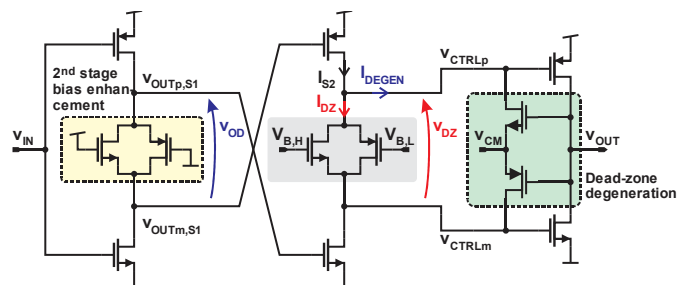 2nd stage
bias enhan-
cement
vIN
vOUTp,S1
vOD
vOUTm,S1
IS2
IDEGEN
IDZ
VB,H
VB,L
vDZ
vCTRLp
vCM
vOUT
Dead-zone
degeneration
vCTRLm